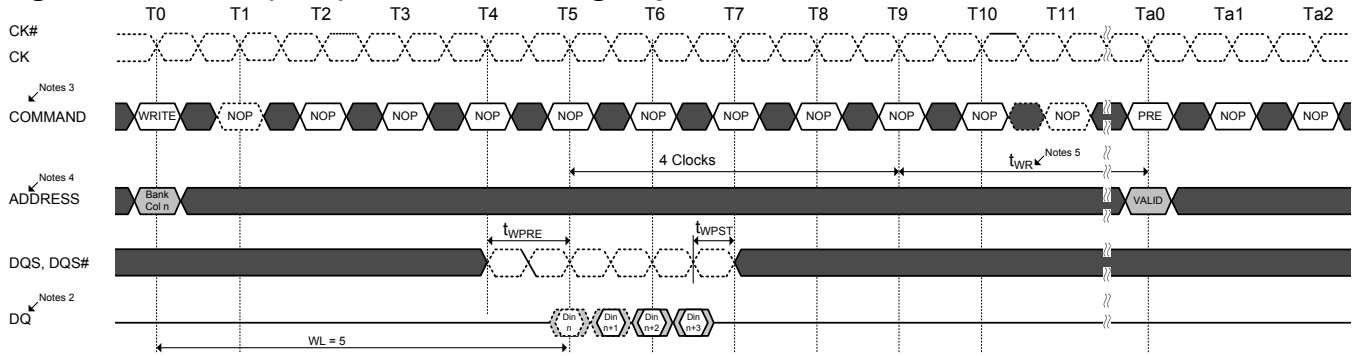 T0 T1 T2 T3 T4 T5 T6 T7 T8 T9 T10 T11 Ta0 Ta1 Ta2
CK#
CK
Notes 3
COMMAND
WRITE NOP NOP NOP NOP NOP NOP NOP NOP NOP NOP NOP PRE NOP NOP
4 Clocks
tWR Notes 5
Notes 4
ADDRESS
Bank
Col n
VALID
tWPRE
tWPST
DQS, DQS#
Notes 2
DQ
Din
n
Din
n+1
Din
n+2
Din
n+3
WL = 5